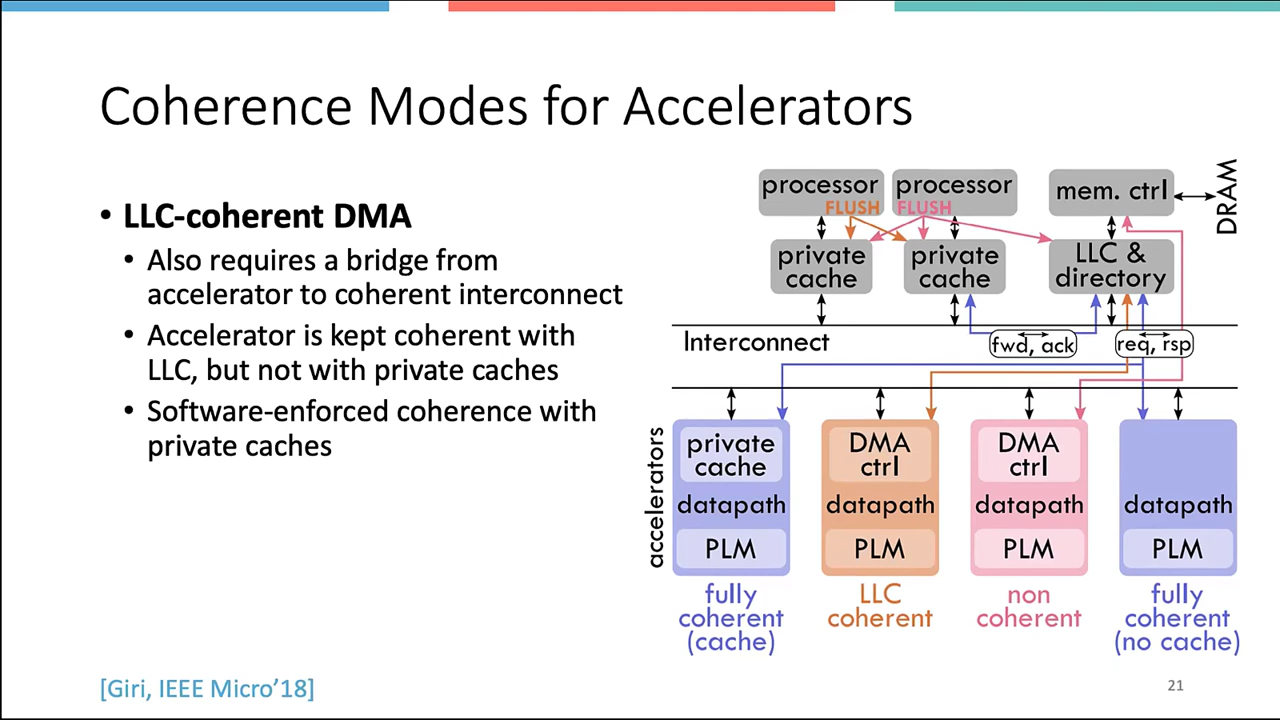 Coherence Modes for Accelerators
• LLC-coherent DMA
• Also requires a bridge from
accelerator to coherent interconnect
• Accelerator is kept coherent with
LLC, but not with private caches
• Software-enforced coherence with
private caches
processor
FLUSH
processor
FLUSH
mem. ctrl
DRAM
private
cache
private
cache
LLC &
directory
Interconnect
fwd, ack
req, rsp
accelerators
private
cache
datapath
PLM
fully
coherent
(cache)
DMA
ctrl
datapath
PLM
LLC
coherent
DMA
ctrl
datapath
PLM
non
coherent
datapath
PLM
fully
coherent
(no cache)
[Giri, IEEE Micro’18]
21